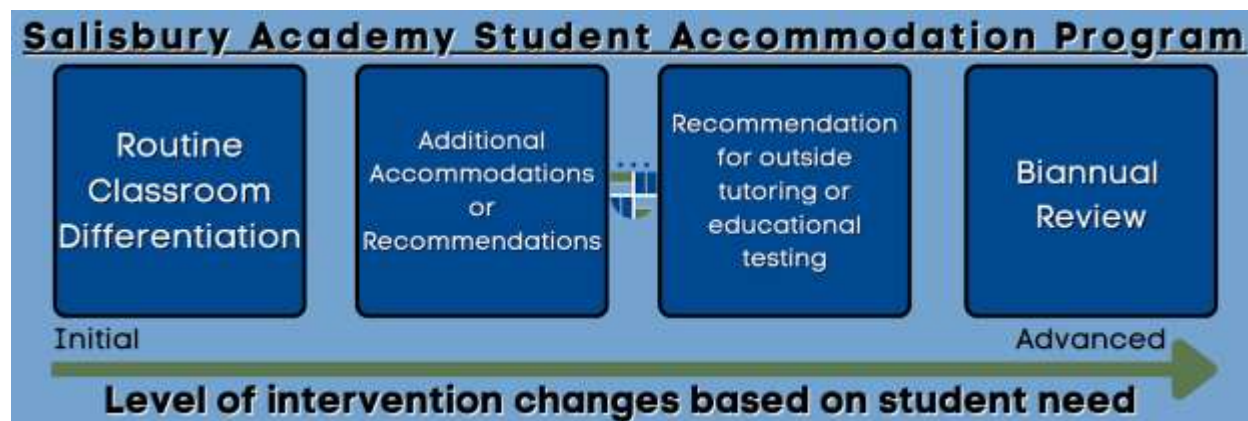 Salisbury Academy Student Accommodation Program
Routine
Classroom
Differentiation
Additional
Accommodations
or
Recommendations
Recommendation
for outside
tutoring or
educational
testing
Biannual
Review
Initial
Advanced
Level of intervention changes based on student need